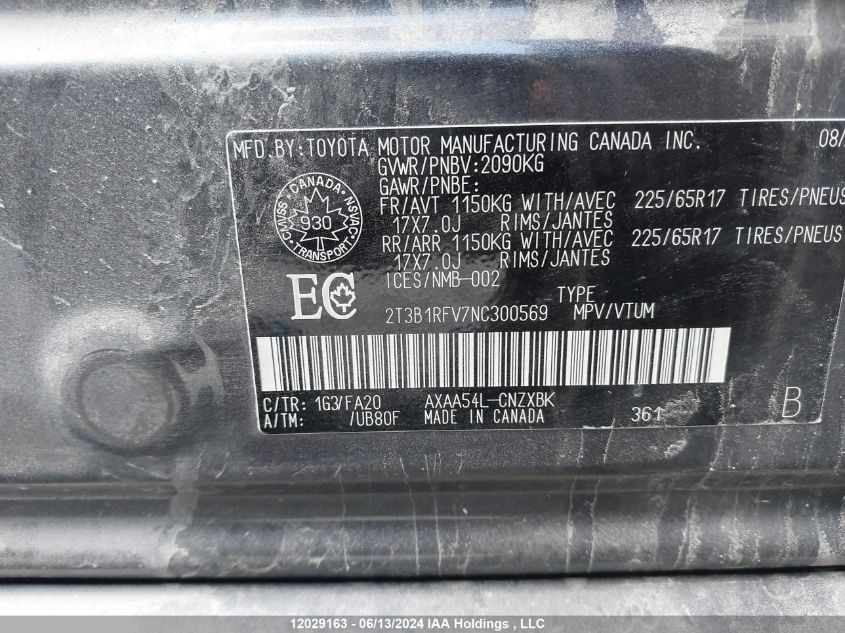 MFD.BY:TOYOTA MOTOR MANUFACTURING CANADA INC. 08/
GVWR/PNBV:2090KG
GAWR/PNBE:
FR/AVT 1150KG WITH/AVEC 225/65R17 TIRES/PNEUS
17X7.0J RIMS/JANTES
RR/ARR 1150KG WITH/AVEC 225/65R17 TIRES/PNEUS
17X7.0J RIMS/JANTES
ICES/NMB-002
CANADA
CMVSS NSVAC
930
TRANSPORT
EC
TYPE
2T3B1RFV7NC300569 MPV/VTUM
C/TR: 1G3/FA20 AXAA54L-CNZXBK
A/TM: /UB80F MADE IN CANADA 361 B
12029163 - 06/13/2024 IAA Holdings , LLC